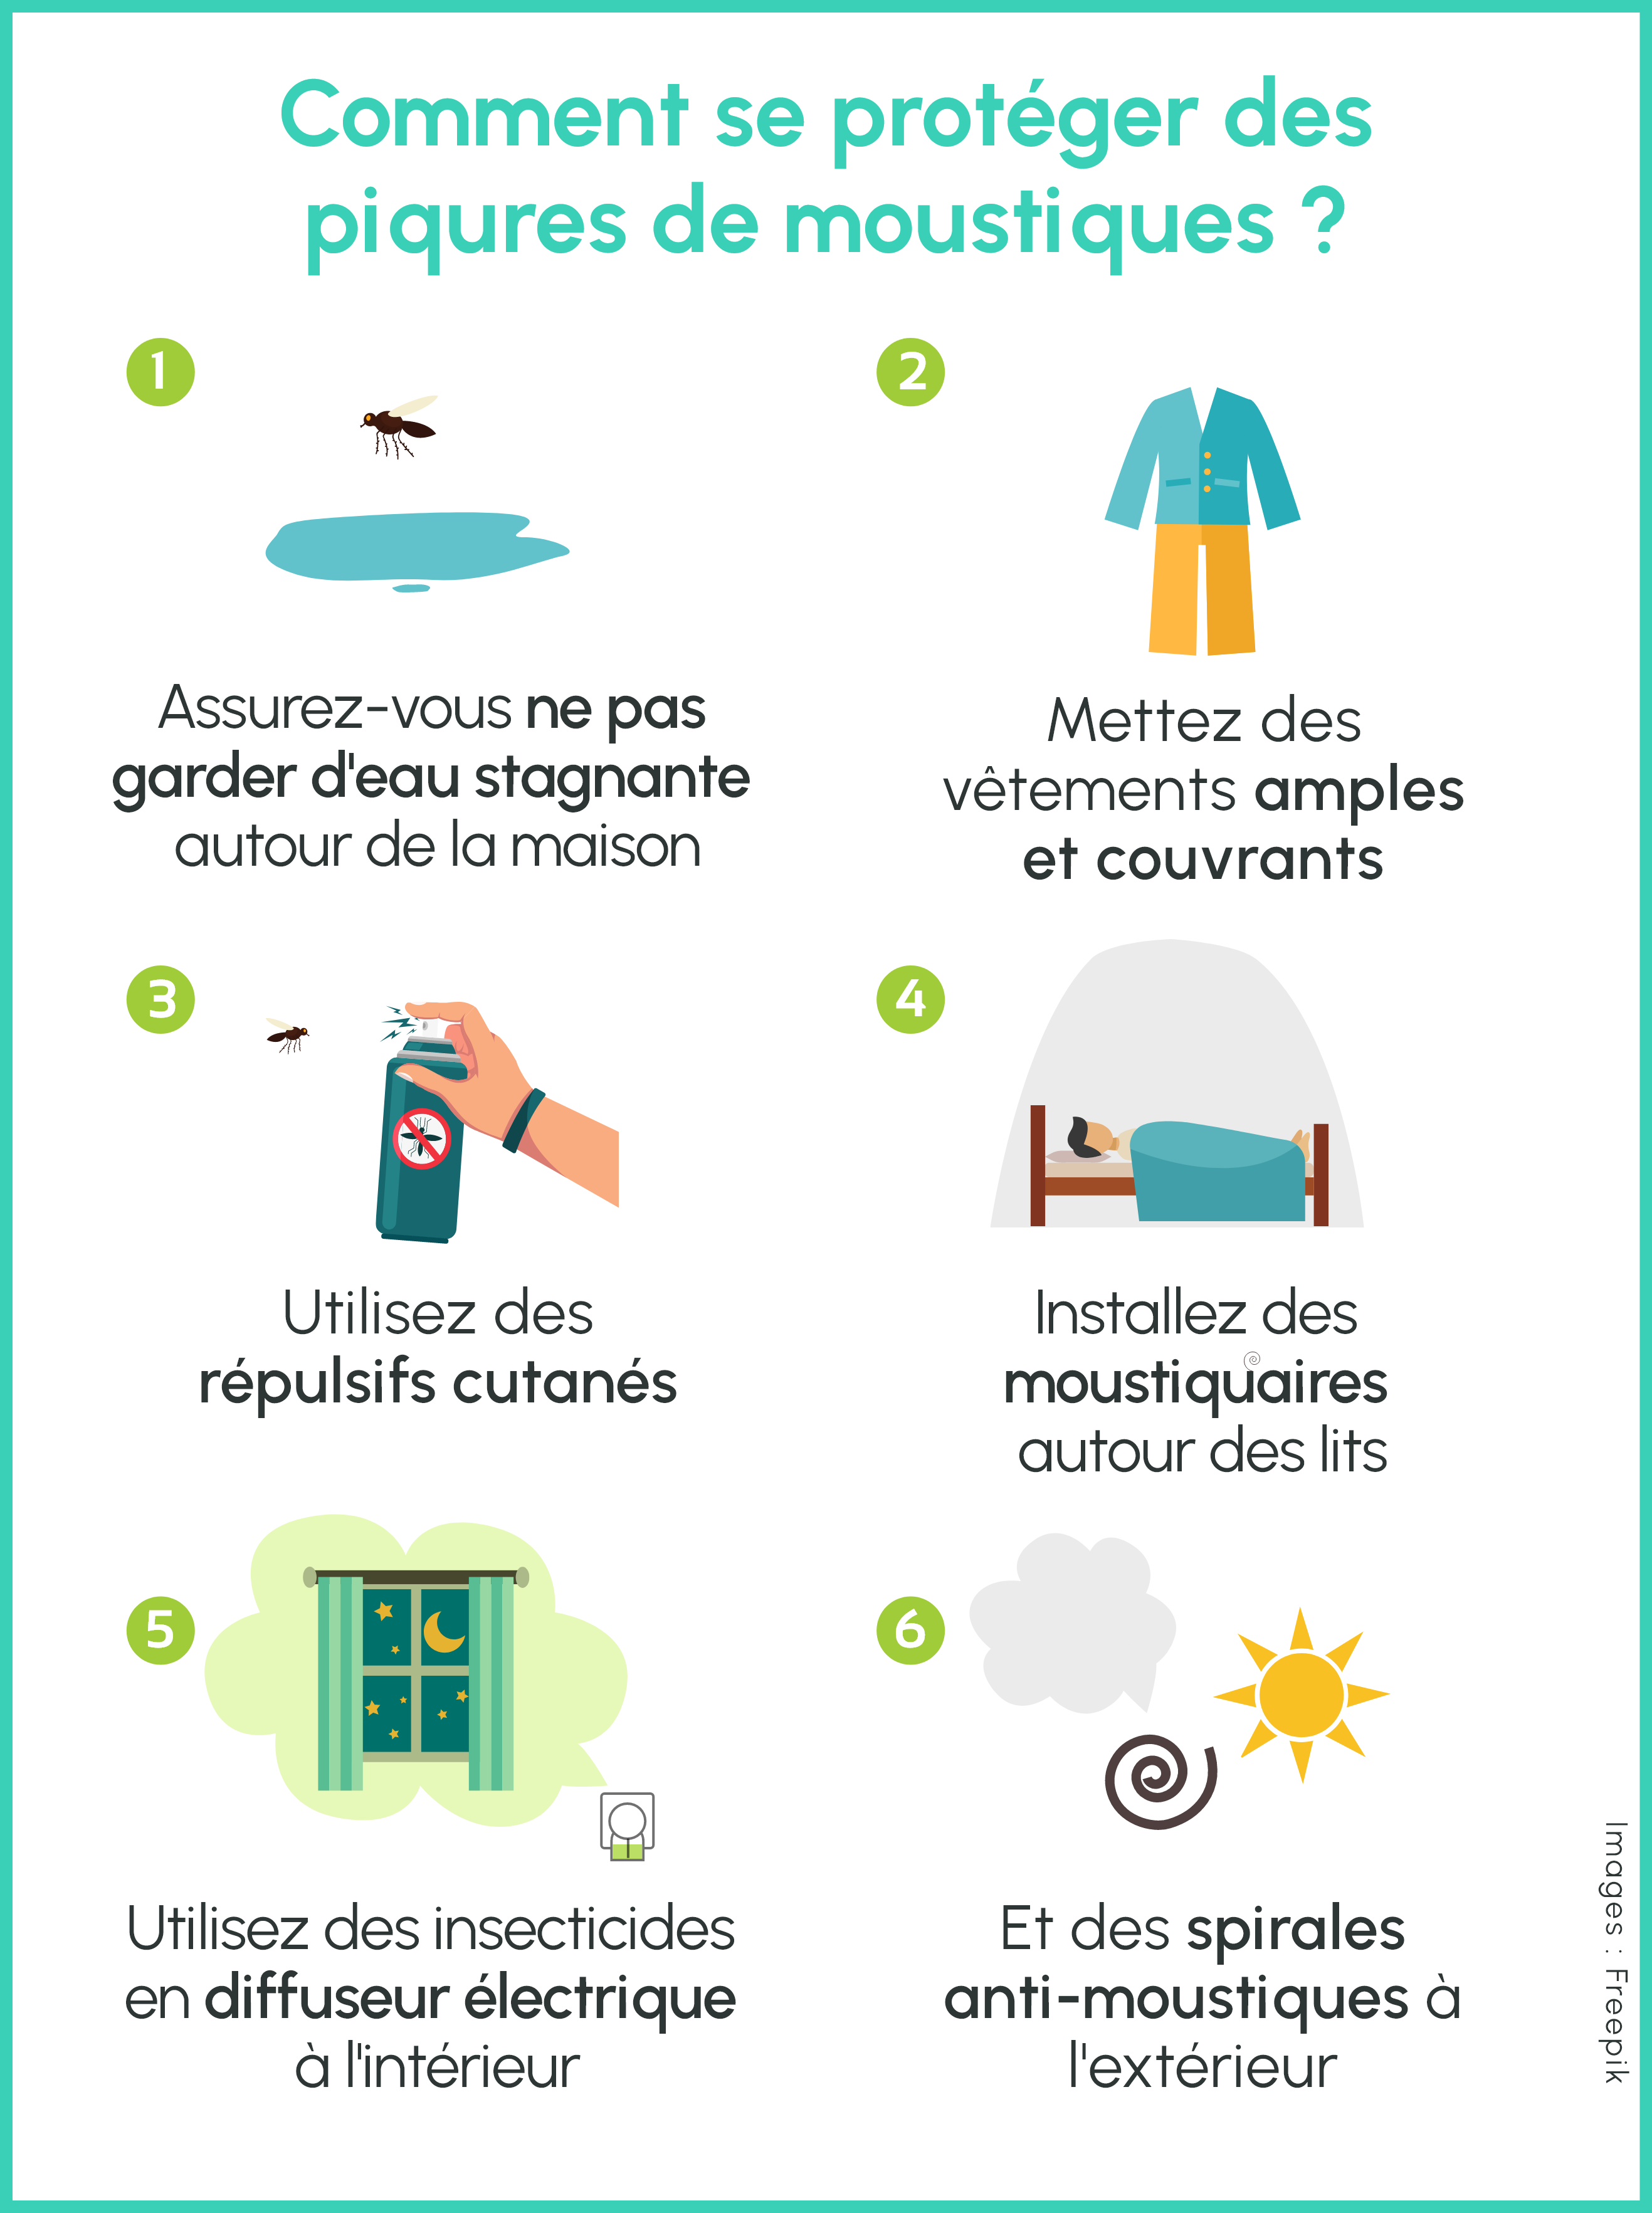 Comment se protéger des
piqures de moustiques ?
1
Assurez-vous ne pas
garder d'eau stagnante
autour de la maison
2
Mettez des
vêtements amples
et couvrants
3
Utilisez des
répulsifs cutanés
4
Installez des
moustiquaires
autour des lits
5
Utilisez des insecticides
en diffuseur électrique
à l'intérieur
6
Et des spirales
anti-moustiques à
l'extérieur
Images : Freepik